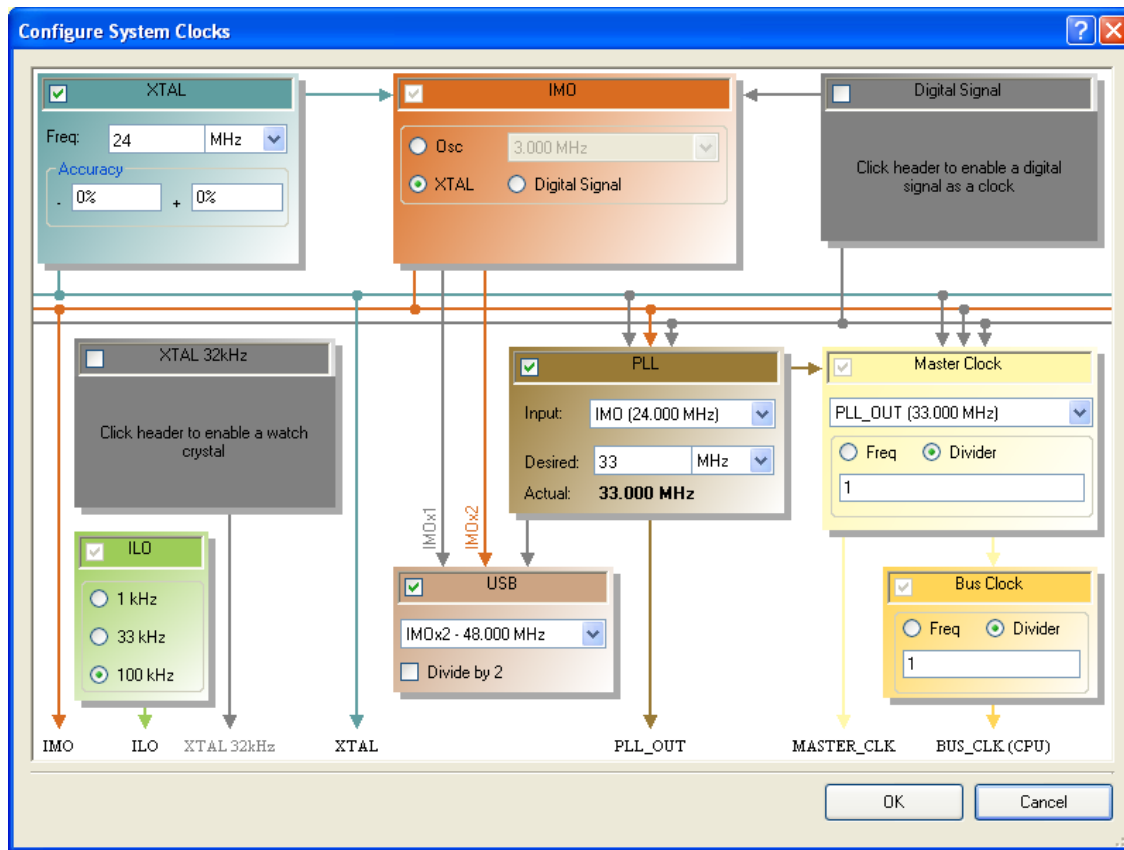 Configure System Clocks
XTAL
Freq: 24 MHz
Accuracy
- 0% + 0%
IMO
Osc 3.000 MHz
XTAL Digital Signal
Digital Signal
Click header to enable a digital
signal as a clock
XTAL 32kHz
Click header to enable a watch
crystal
PLL
Input: IMO (24.000 MHz)
Desired: 33 MHz
Actual: 33.000 MHz
Master Clock
PLL_OUT (33.000 MHz)
Freq Divider
1
IMOx1
IMOx2
ILO
1 kHz
33 kHz
100 kHz
USB
IMOx2 - 48.000 MHz
Divide by 2
Bus Clock
Freq Divider
1
IMO ILO XTAL 32kHz XTAL PLL_OUT MASTER_CLK BUS_CLK (CPU)
OK Cancel